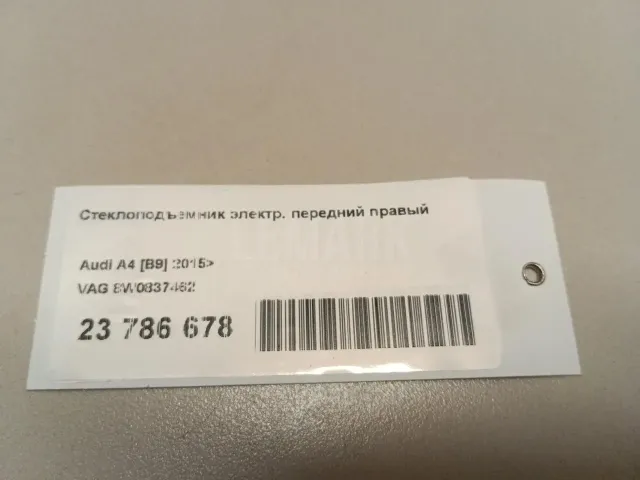 Стеклоподъемник электр. передний правый
Audi A4 [B9] 2015>
VAG 8W0837462
23 786 678